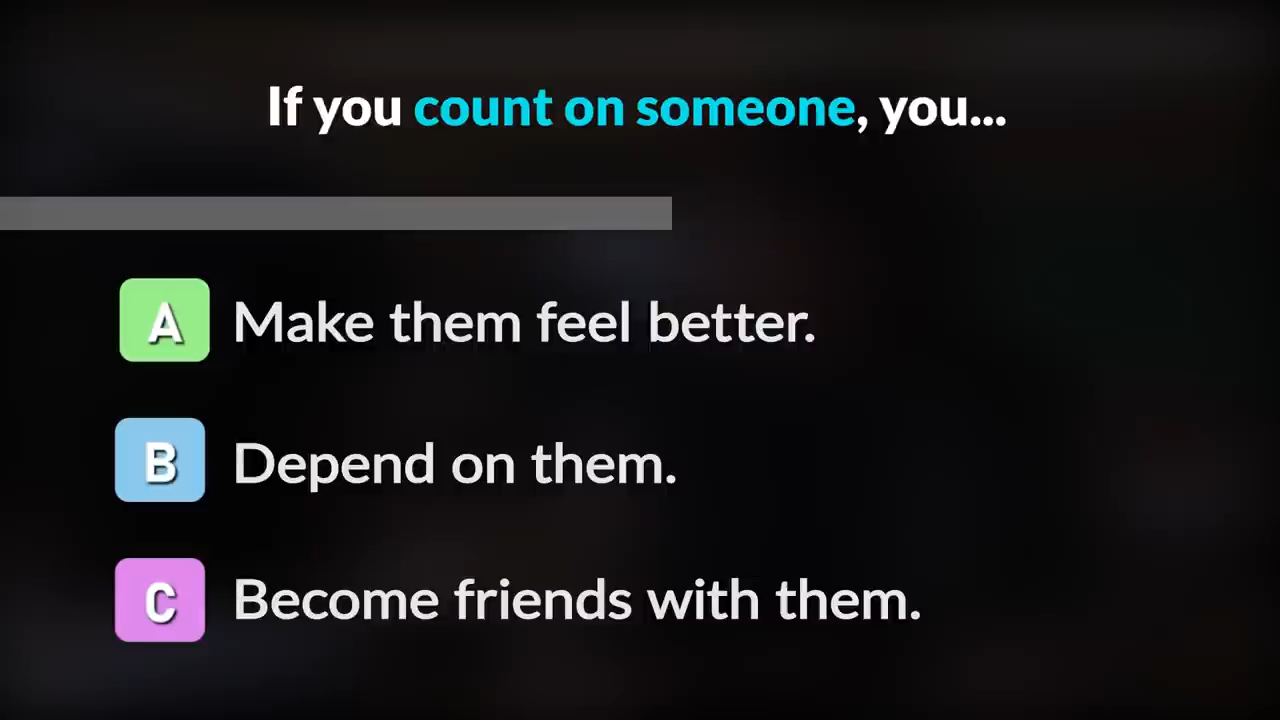 If you count on someone, you...
A Make them feel better.
B Depend on them.
C Become friends with them.